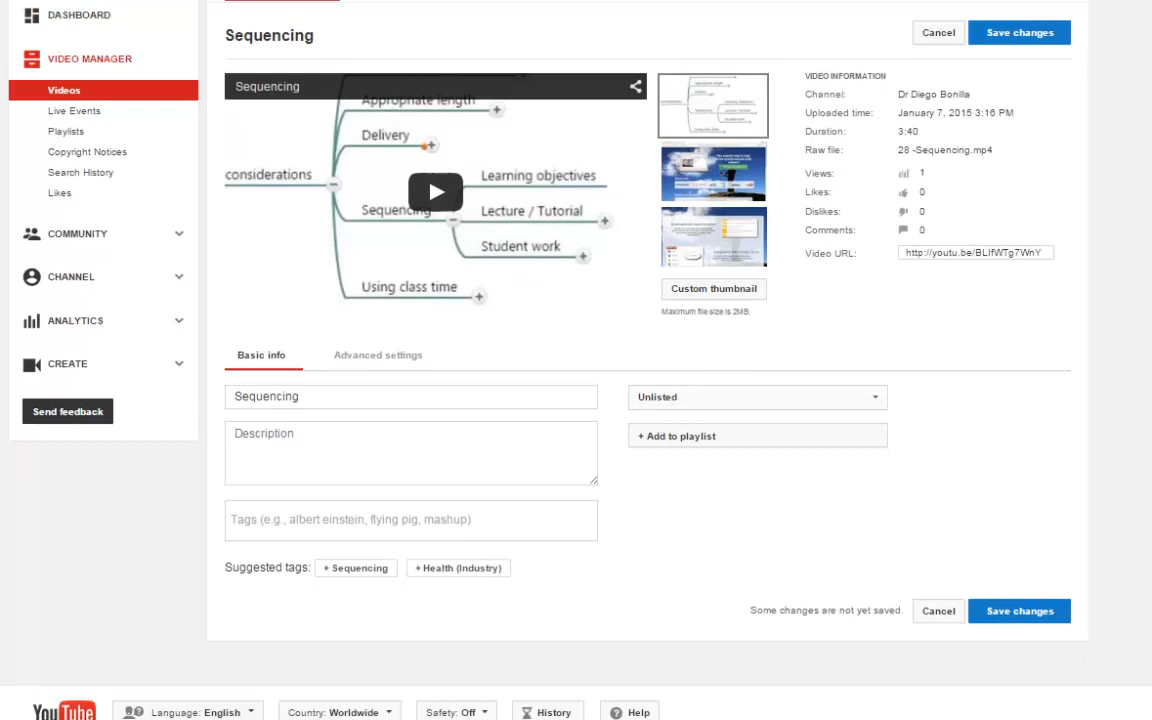 DASHBOARD
VIDEO MANAGER
Videos
Live Events
Playlists
Copyright Notices
Search History
Likes
COMMUNITY
CHANNEL
ANALYTICS
CREATE
Send feedback
Sequencing
Cancel
Save changes
Sequencing
Appropriate length
Delivery
considerations
Learning objectives
Sequencing
Lecture / Tutorial
Student work
Using class time
Custom thumbnail
Maximum file size is 2MB.
VIDEO INFORMATION
Channel: Dr Diego Bonilla
Uploaded time: January 7, 2015 3:16 PM
Duration: 3:40
Raw file: 28 -Sequencing.mp4
Views: 1
Likes: 0
Dislikes: 0
Comments: 0
Video URL: http://youtu.be/BLIfWTg7WnY
Basic info
Advanced settings
Sequencing
Unlisted
Description
+ Add to playlist
Tags (e.g., albert einstein, flying pig, mashup)
Suggested tags: + Sequencing + Health (Industry)
Some changes are not yet saved. Cancel Save changes
YouTube
Language: English
Country: Worldwide
Safety: Off
History
Help